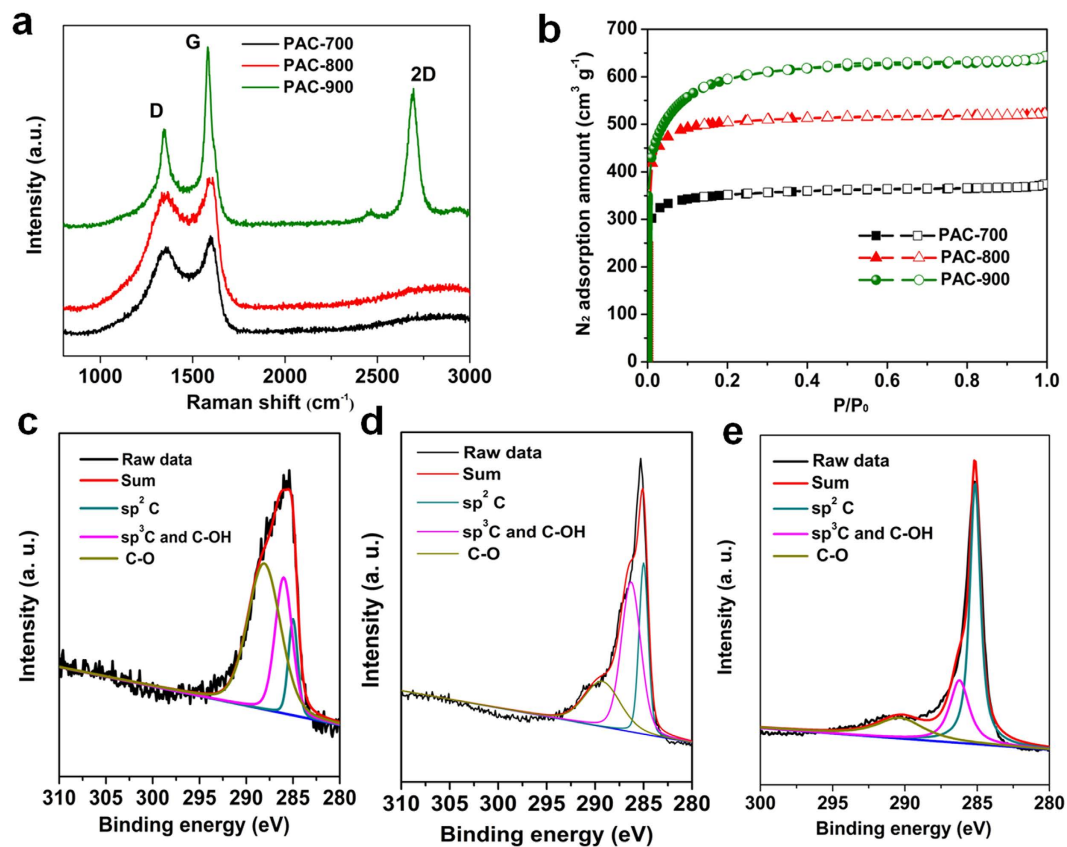 a
D
G
2D
PAC-700
PAC-800
PAC-900
Intensity (a.u.)
1000 1500 2000 2500 3000
Raman shift (cm⁻¹)
b
N₂ adsorption amount (cm³ g⁻¹)
700
600
500
400
300
200
100
0
PAC-700
PAC-800
PAC-900
0.0 0.2 0.4 0.6 0.8 1.0
P/P₀
c
Raw data
Sum
sp² C
sp³C and C-OH
C-O
Intensity (a. u.)
310 305 300 295 290 285 280
Binding energy (eV)
d
Raw data
Sum
sp² C
sp³C and C-OH
C-O
Intensity (a. u.)
310 305 300 295 290 285 280
Binding energy (eV)
e
Raw data
Sum
sp² C
sp³C and C-OH
C-O
Intensity (a. u.)
300 295 290 285 280
Binding energy (eV)